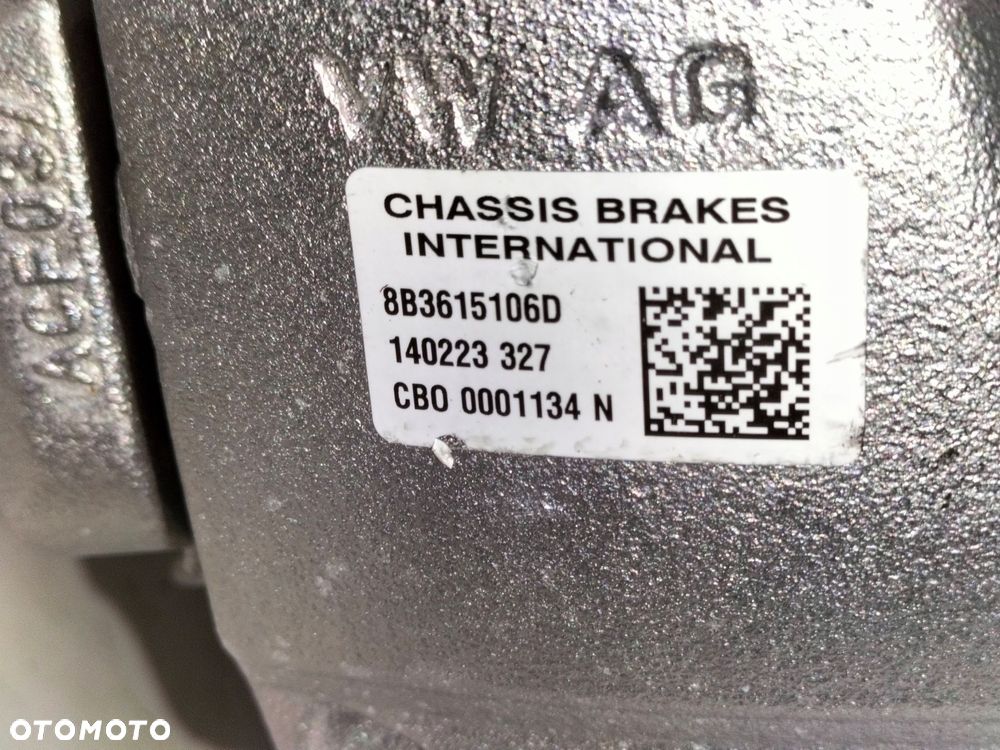 VW AG
CHASSIS BRAKES
INTERNATIONAL
8B3615106D
140223 327
CBO 0001134 N
OTOMOTO